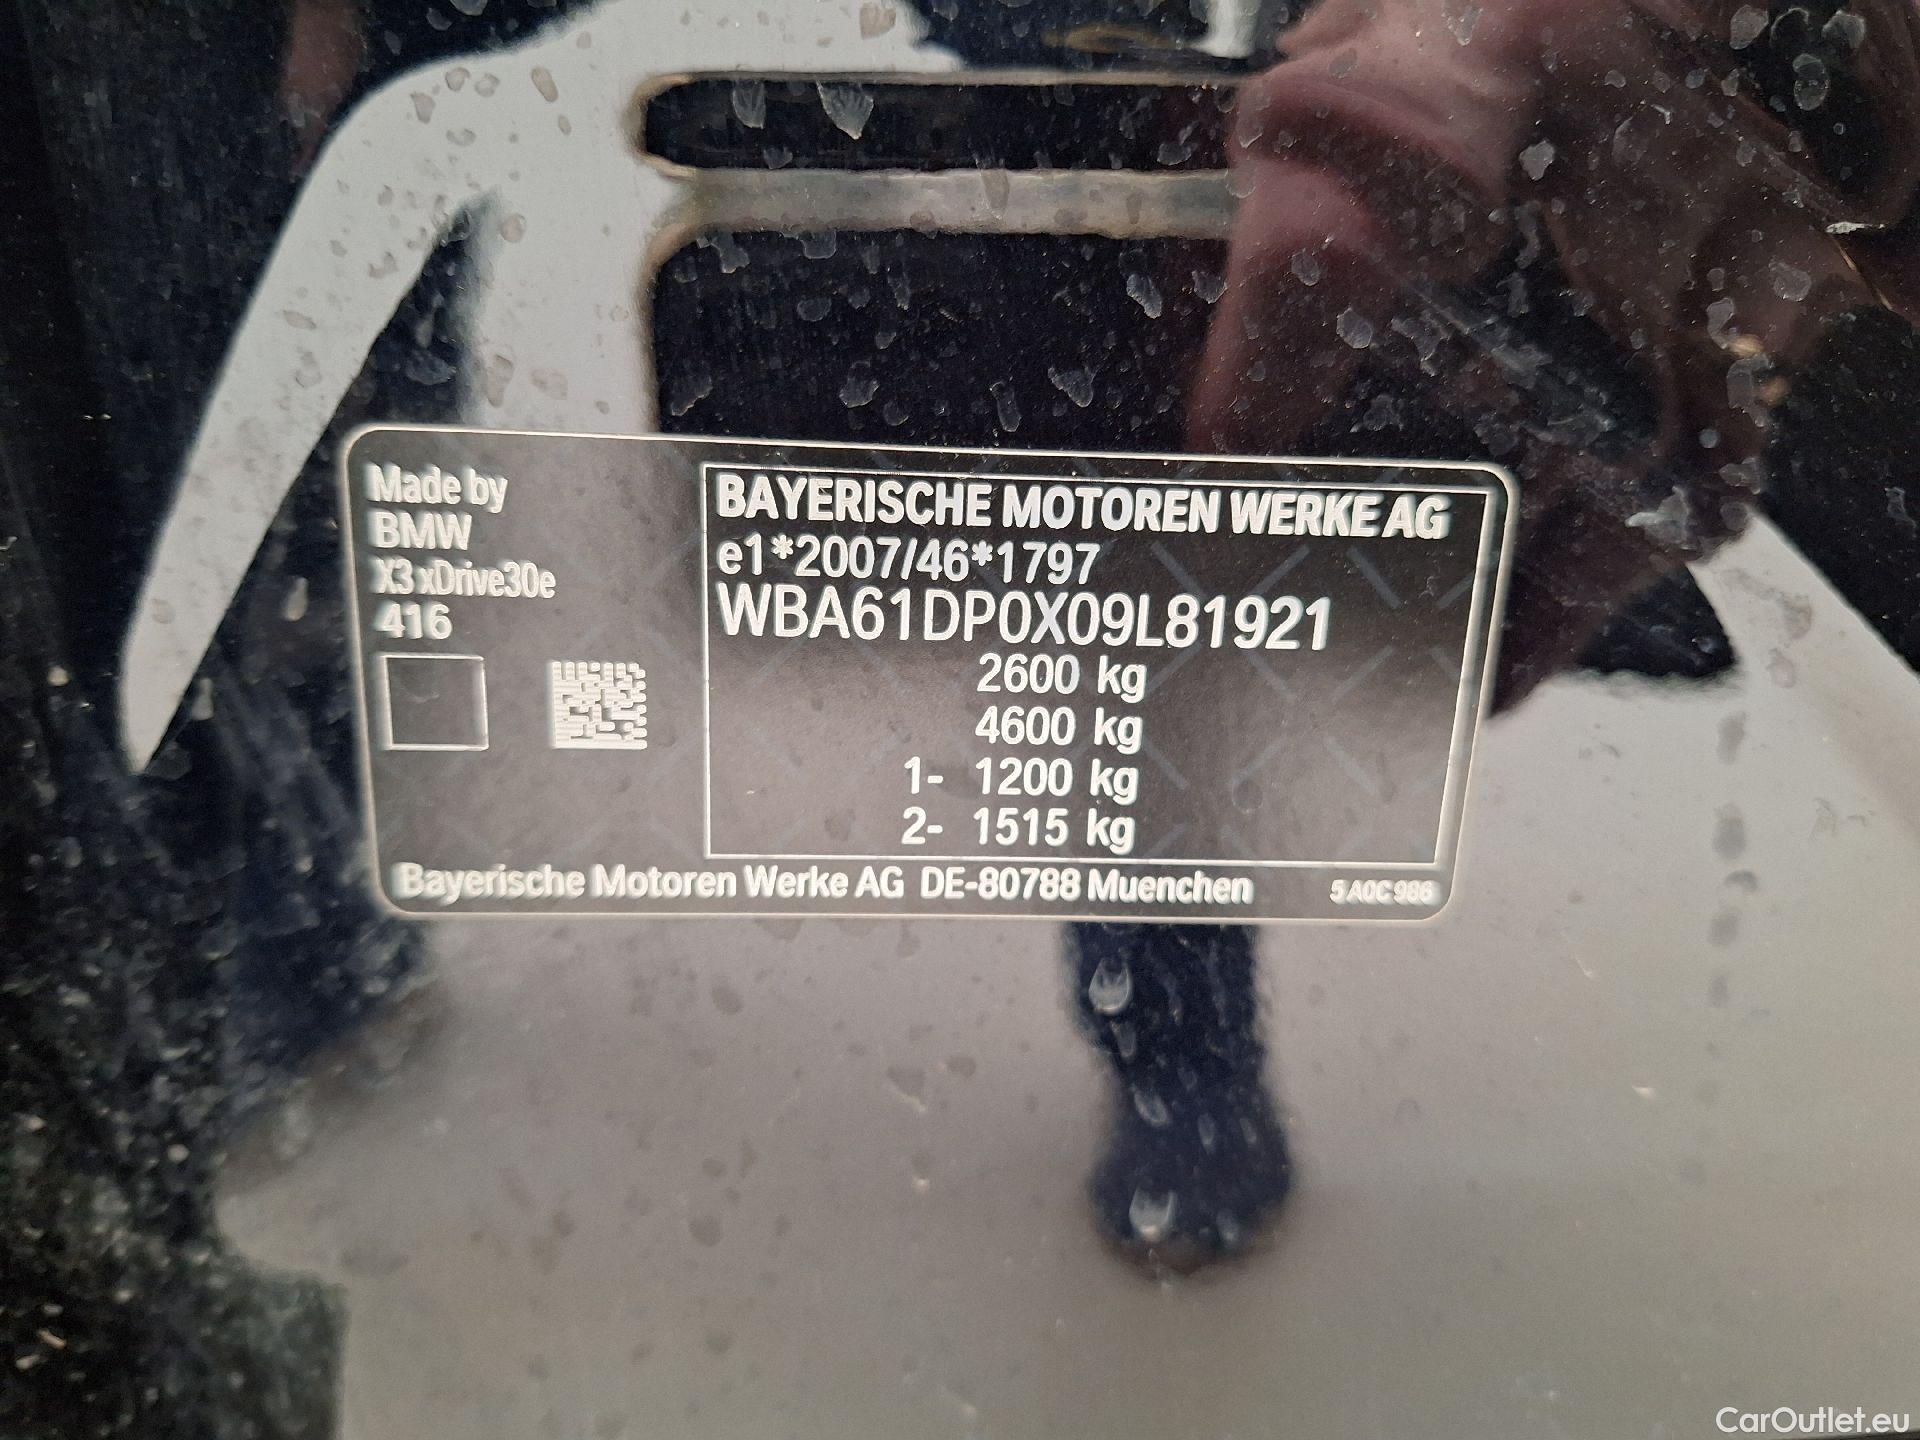 Made by
BMW
X3 xDrive30e
416
BAYERISCHE MOTOREN WERKE AG
e1*2007/46*1797
WBA61DP0X09L81921
2600 kg
4600 kg
1- 1200 kg
2- 1515 kg
Bayerische Motoren Werke AG DE-80788 Muenchen 5 A0C 986
CarOutlet.eu